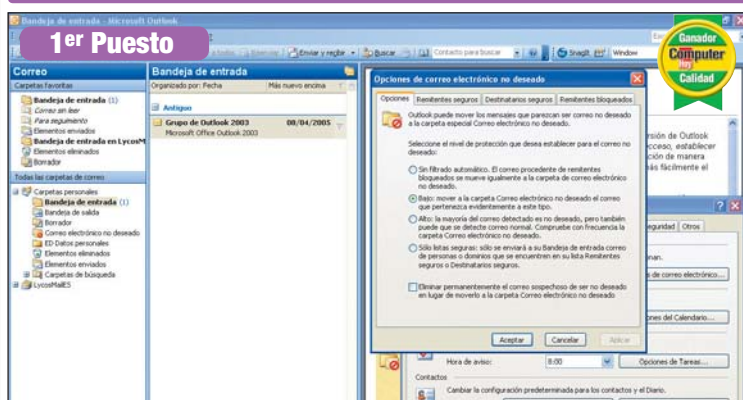 Bandeja de entrada - Microsoft Outlook
1er Puesto
Enviar y recibir
Buscar
Contacto para buscar
SnagIt
Window
Ganador
Computer
Hoy
Calidad
Correo
Carpetas favoritas
Bandeja de entrada (1)
Correo sin leer
Para seguimiento
Elementos enviados
Bandeja de entrada en LycosM
Elementos eliminados
Borrador
Todas las carpetas de correo
Carpetas personales
Bandeja de entrada (1)
Bandeja de salida
Borrador
Correo electrónico no deseado
ED Datos personales
Elementos eliminados
Elementos enviados
Carpetas de búsqueda
LycosMailES
Bandeja de entrada
Organizado por: Fecha
Más nuevo encima
Antiguo
Grupo de Outlook 2003
08/04/2005
Microsoft Office Outlook 2003
Opciones de correo electrónico no deseado
Opciones
Remitentes seguros
Destinatarios seguros
Remitentes bloqueados
Outlook puede mover los mensajes que parezcan ser correo no deseado
a la carpeta especial Correo electrónico no deseado.
Seleccione el nivel de protección que desea establecer para el correo no
deseado:
Sin filtrado automático. El correo procedente de remitentes
bloqueados se mueve igualmente a la carpeta de correo electrónico
no deseado.
Bajo: mover a la carpeta Correo electrónico no deseado el correo
que pertenezca evidentemente a este tipo.
Alto: la mayoría del correo detectado es no deseado, pero también
puede que se detecte correo normal. Compruebe con frecuencia la
carpeta Correo electrónico no deseado.
Sólo listas seguras: sólo se enviará a su Bandeja de entrada correo
de personas o dominios que se encuentren en su lista Remitentes
seguros o Destinatarios seguros.
Eliminar permanentemente el correo sospechoso de ser no deseado
en lugar de moverlo a la carpeta Correo electrónico no deseado
Aceptar
Cancelar
Aplicar
rsión de Outlook
cceso, establecer
ción de manera
ás fácilmente el
eguridad
Otros
nan.
s de correo electrónico...
ones del Calendario...
Hora de aviso:
8:00
Opciones de Tareas...
Contactos
Cambiar la configuración predeterminada para los contactos y el Diario.